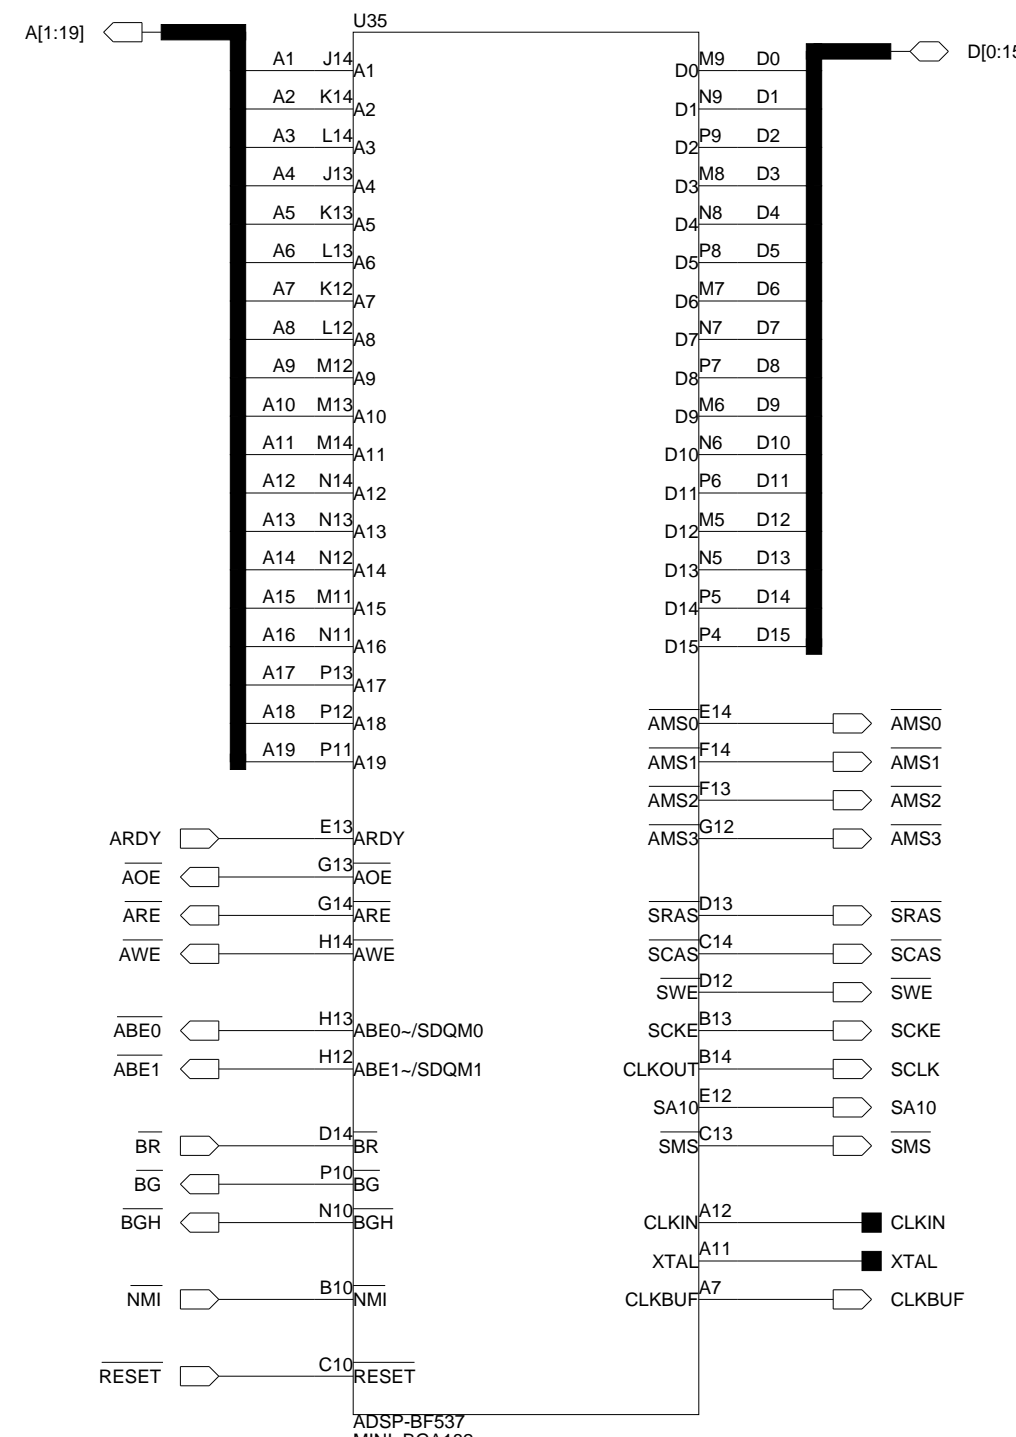 U35
A[1:19]
D[0:15
A1 J14 A1
D0 M9 D0
A2 K14 A2
D1 N9 D1
A3 L14 A3
D2 P9 D2
A4 J13 A4
D3 M8 D3
A5 K13 A5
D4 N8 D4
A6 L13 A6
D5 P8 D5
A7 K12 A7
D6 M7 D6
A8 L12 A8
D7 N7 D7
A9 M12 A9
D8 P7 D8
A10 M13 A10
D9 M6 D9
A11 M14 A11
D10 N6 D10
A12 N14 A12
D11 P6 D11
A13 N13 A13
D12 M5 D12
A14 N12 A14
D13 N5 D13
A15 M11 A15
D14 P5 D14
A16 N11 A16
D15 P4 D15
A17 P13 A17
A18 P12 A18
AMS0 E14 AMS0
A19 P11 A19
AMS1 F14 AMS1
AMS2 F13 AMS2
ARDY E13 ARDY
AMS3 G12 AMS3
AOE G13 AOE
ARE G14 ARE
SRAS D13 SRAS
AWE H14 AWE
SCAS C14 SCAS
SWE D12 SWE
ABE0 H13 ABE0~/SDQM0
SCKE B13 SCKE
ABE1 H12 ABE1~/SDQM1
CLKOUT B14 SCLK
SA10 E12 SA10
BR D14 BR
SMS C13 SMS
BG P10 BG
BGH N10 BGH
CLKIN A12 CLKIN
XTAL A11 XTAL
NMI B10 NMI
CLKBUF A7 CLKBUF
RESET C10 RESET
ADSP-BF537